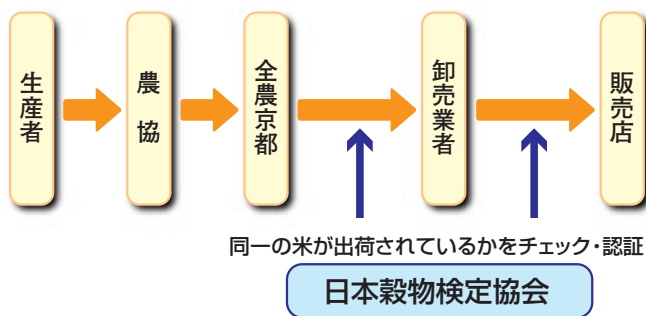 生産者
農協
全農京都
卸売業者
販売店
同一の米が出荷されているかをチェック・認証
日本穀物検定協会